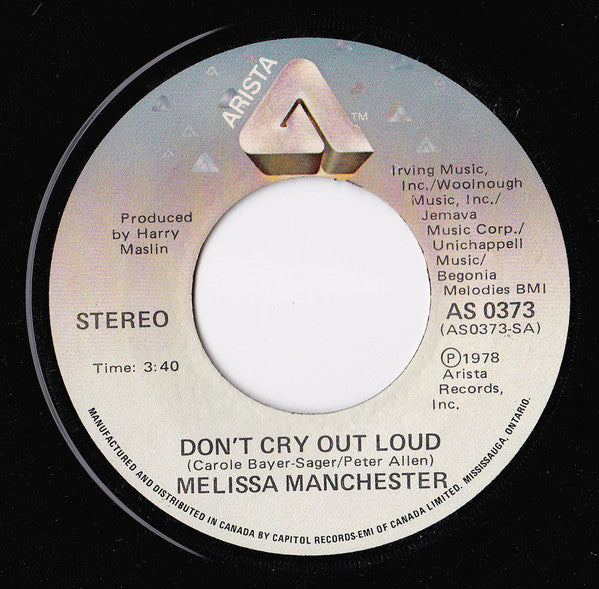 ARISTA
TM
Irving Music,
Inc./Woolnough
Music, Inc./
Jemava
Music Corp./
Unichappell
Music/
Begonia
Melodies BMI
Produced
by Harry
Maslin
STEREO
AS 0373
(AS0373-SA)
Time: 3:40
Ⓟ1978
Arista
Records,
Inc.
DON'T CRY OUT LOUD
(Carole Bayer-Sager/Peter Allen)
MELISSA MANCHESTER
MANUFACTURED AND DISTRIBUTED IN CANADA BY CAPITOL RECORDS-EMI OF CANADA LIMITED. MISSISSAUGA, ONTARIO.